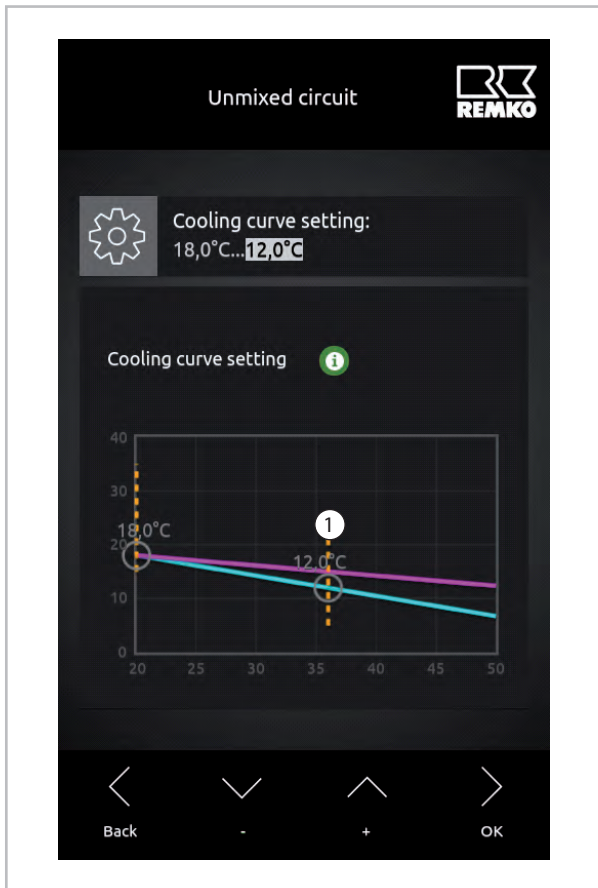 Unmixed circuit
REMKO
Cooling curve setting:
18,0°C...12,0°C
Cooling curve setting
i
40
30
1
18,0°C
20
12,0°C
10
0
20 25 30 35 40 45 50
Back - + OK